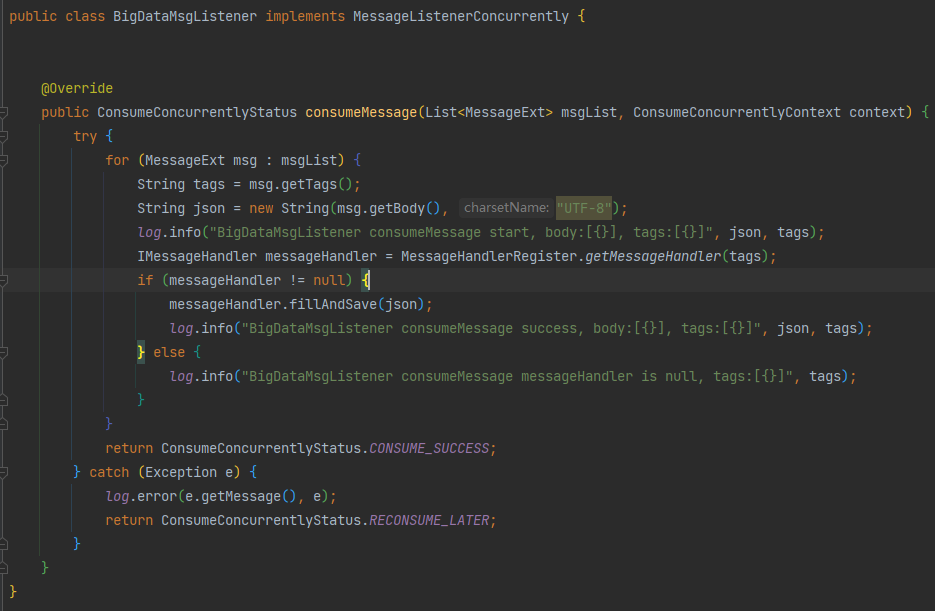 public class BigDataMsgListener implements MessageListenerConcurrently {
@Override
public ConsumeConcurrentlyStatus consumeMessage(List<MessageExt> msgList, ConsumeConcurrentlyContext context) {
try {
for (MessageExt msg : msgList) {
String tags = msg.getTags();
String json = new String(msg.getBody(), charsetName: "UTF-8");
log.info("BigDataMsgListener consumeMessage start, body:[{}], tags:[{}]", json, tags);
IMessageHandler messageHandler = MessageHandlerRegister.getMessageHandler(tags);
if (messageHandler != null) {
messageHandler.fillAndSave(json);
log.info("BigDataMsgListener consumeMessage success, body:[{}], tags:[{}]", json, tags);
} else {
log.info("BigDataMsgListener consumeMessage messageHandler is null, tags:[{}]", tags);
}
}
return ConsumeConcurrentlyStatus.CONSUME_SUCCESS;
} catch (Exception e) {
log.error(e.getMessage(), e);
return ConsumeConcurrentlyStatus.RECONSUME_LATER;
}
}
}